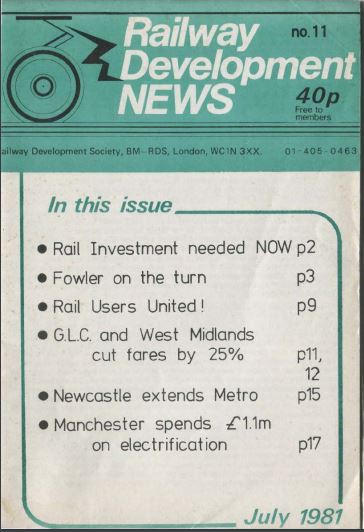 Railway
no.11
Development
NEWS
40p
Free to
members
ailway Development Society, BM-RDS, London, WC1N 3XX. 01-405-0463
In this issue
● Rail Investment needed NOW p2
● Fowler on the turn p3
● Rail Users United! p9
● G.L.C. and West Midlands
cut fares by 25% p11,
12
● Newcastle extends Metro p15
● Manchester spends £1.1m
on electrification p17
July 1981